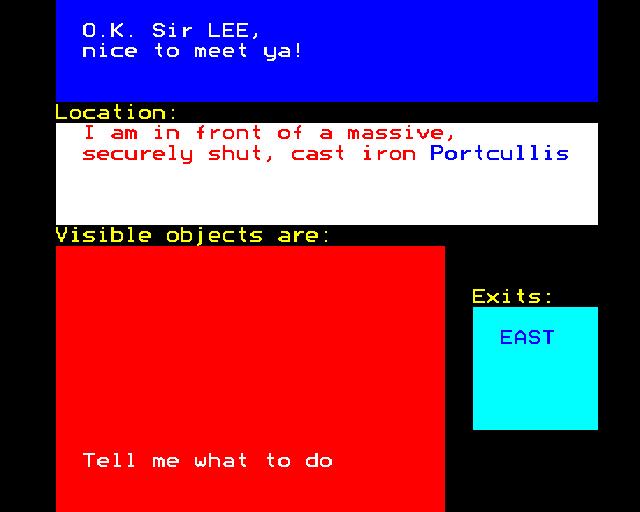 O.K. Sir LEE,
nice to meet ya!
Location:
I am in front of a massive,
securely shut, cast iron Portcullis
Visible objects are:
Exits:
EAST
Tell me what to do